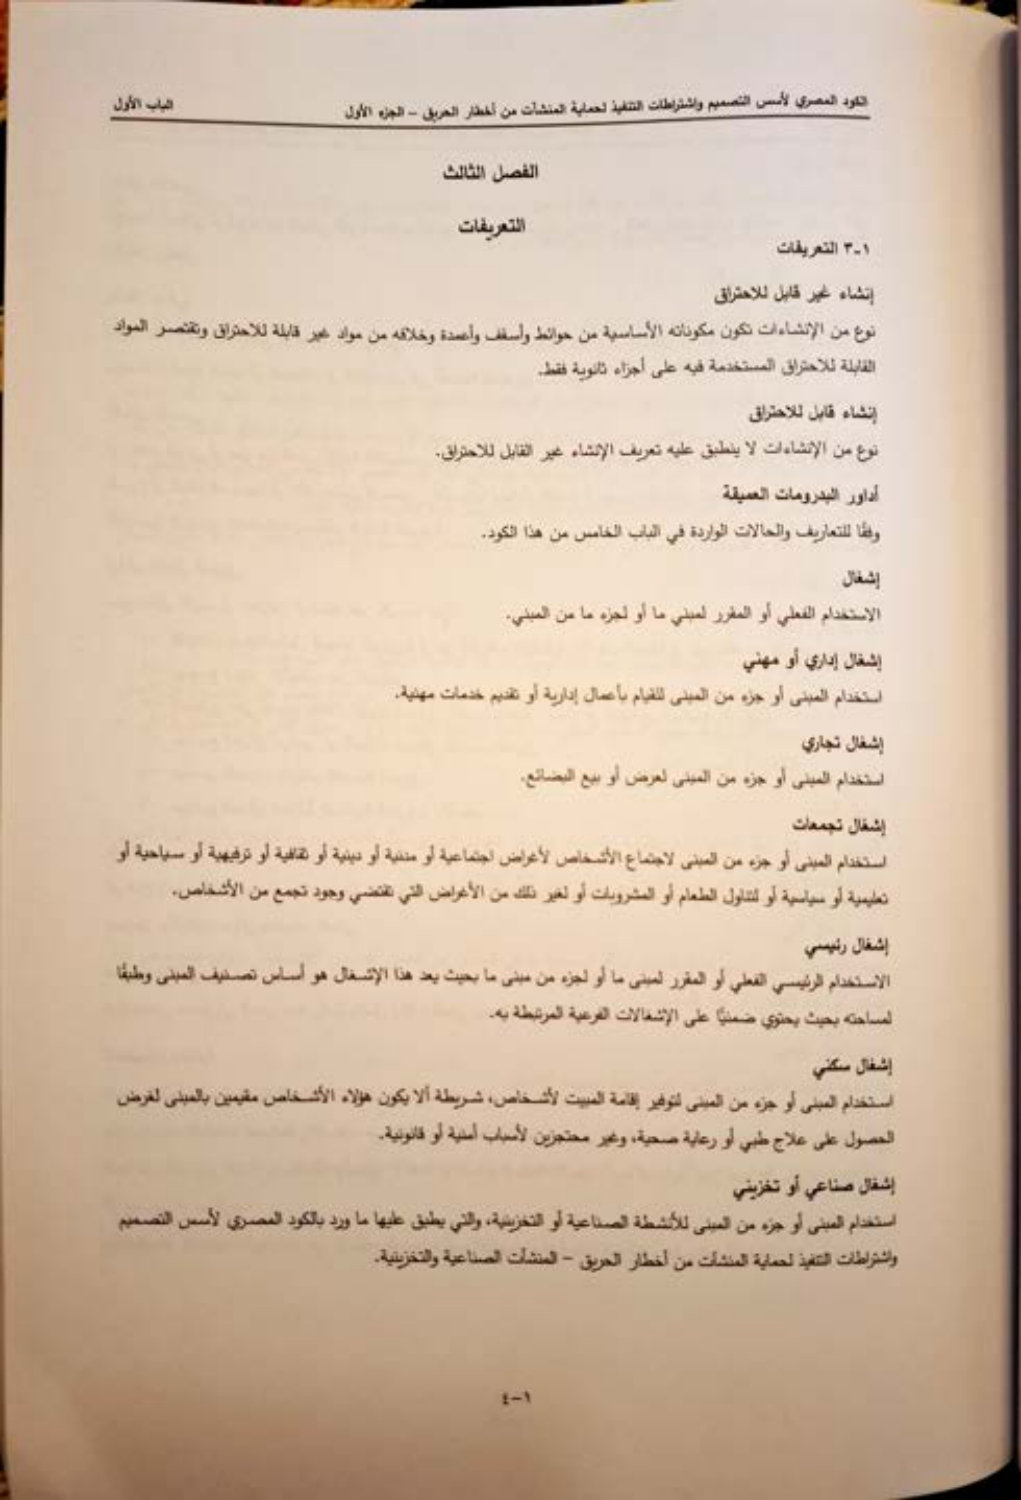 الكود المصري لأسس التصميم واشتراطات التنفيذ لحماية المنشآت من أخطار الحريق – الجزء الأول
الباب الأول
الفصل الثالث
التعريفات
١-٣ التعريفات
إنشاء غير قابل للاحتراق
نوع من الإنشاءات تكون مكوناته الأساسية من حوائط وأسقف وأعمدة وخلافه من مواد غير قابلة للاحتراق وتقتصر المواد
القابلة للاحتراق المستخدمة فيه على أجزاء ثانوية فقط.
إنشاء قابل للاحتراق
نوع من الإنشاءات لا ينطبق عليه تعريف الإنشاء غير القابل للاحتراق.
أداور البدرومات العميقة
وفقًا للتعاريف والحالات الواردة في الباب الخامس من هذا الكود.
إشغال
الاستخدام الفعلي أو المقرر لمبني ما أو لجزء ما من المبني.
إشغال إداري أو مهني
استخدام المبنى أو جزء من المبنى للقيام بأعمال إدارية أو تقديم خدمات مهنية.
إشغال تجاري
استخدام المبنى أو جزء من المبنى لعرض أو بيع البضائع.
إشغال تجمعات
استخدام المبنى أو جزء من المبنى لاجتماع الأشخاص لأغراض اجتماعية أو مدنية أو دينية أو ثقافية أو ترفيهية أو سياحية أو
تعليمية أو سياسية أو لتناول الطعام أو المشروبات أو لغير ذلك من الأغراض التي تقتضي وجود تجمع من الأشخاص.
إشغال رئيسي
الاستخدام الرئيسي الفعلي أو المقرر لمبنى ما أو لجزء من مبنى ما بحيث يعد هذا الإشغال هو أساس تصنيف المبنى وطبقًا
لمساحته بحيث يحتوي ضمنيًا على الإشغالات الفرعية المرتبطة به.
إشغال سكني
استخدام المبنى أو جزء من المبنى لتوفير إقامة المبيت لأشخاص، شريطة ألا يكون هؤلاء الأشخاص مقيمين بالمبنى لغرض
الحصول على علاج طبي أو رعاية صحية، وغير محتجزين لأسباب أمنية أو قانونية.
إشغال صناعي أو تخزيني
استخدام المبنى أو جزء من المبنى للأنشطة الصناعية أو التخزينية، والتي يطبق عليها ما ورد بالكود المصري لأسس التصميم
واشتراطات التنفيذ لحماية المنشآت من أخطار الحريق – المنشآت الصناعية والتخزينية.
١-٤